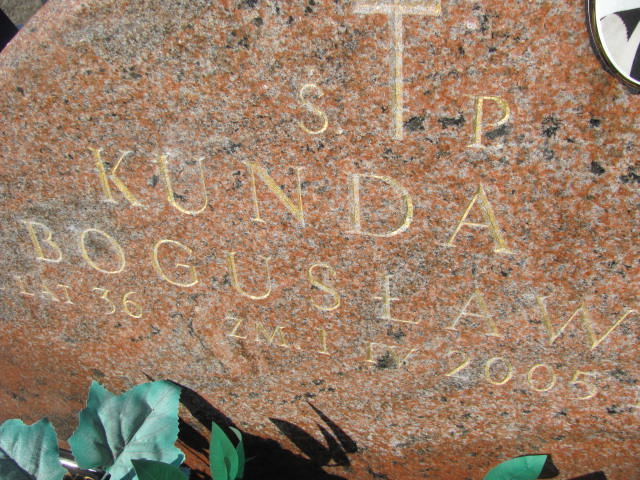 Ś. P
KUNDA
BOGUSŁAW
LAT 36 ZM. 1 IV 2005